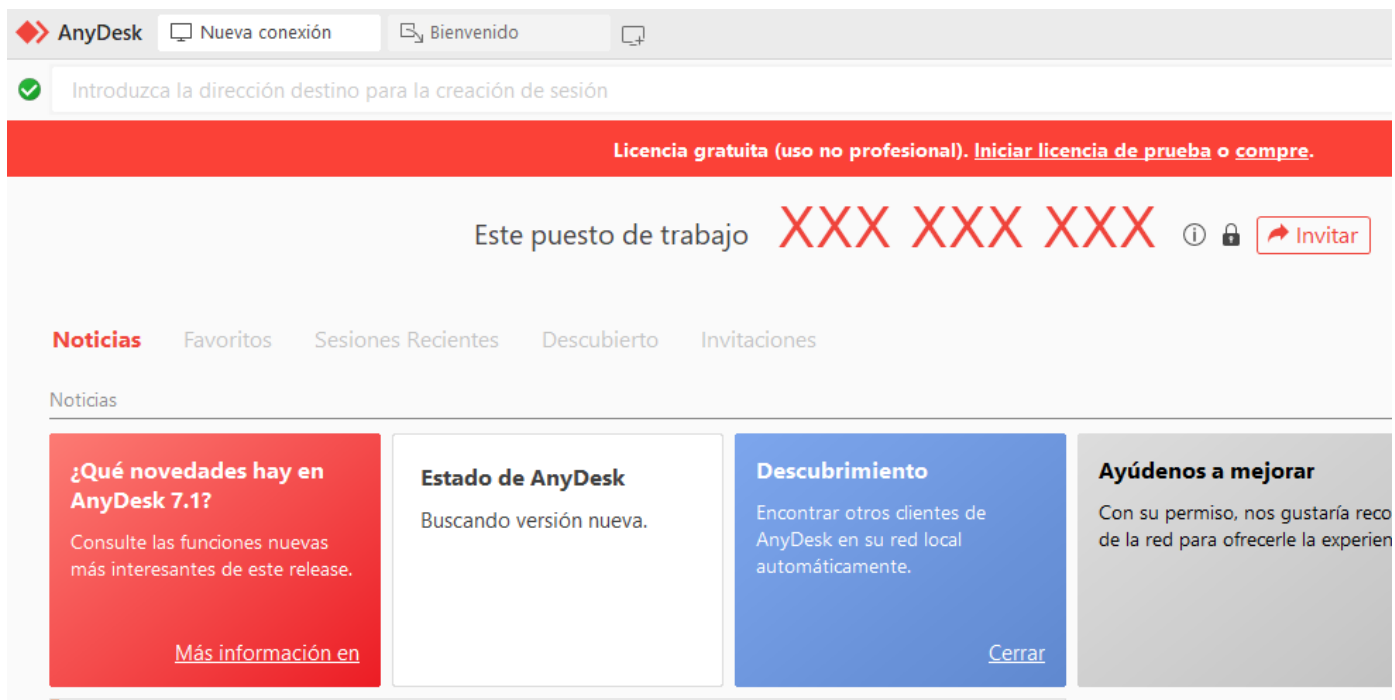 AnyDesk Nueva conexión Bienvenido
Introduzca la dirección destino para la creación de sesión
Licencia gratuita (uso no profesional). Iniciar licencia de prueba o compre.
Este puesto de trabajo XXX XXX XXX Invitar
Noticias Favoritos Sesiones Recientes Descubierto Invitaciones
Noticias
¿Qué novedades hay en
AnyDesk 7.1?
Consulte las funciones nuevas
más interesantes de este release.
Más información en
Estado de AnyDesk
Buscando versión nueva.
Descubrimiento
Encontrar otros clientes de
AnyDesk en su red local
automáticamente.
Cerrar
Ayúdenos a mejorar
Con su permiso, nos gustaría reco
de la red para ofrecerle la experien